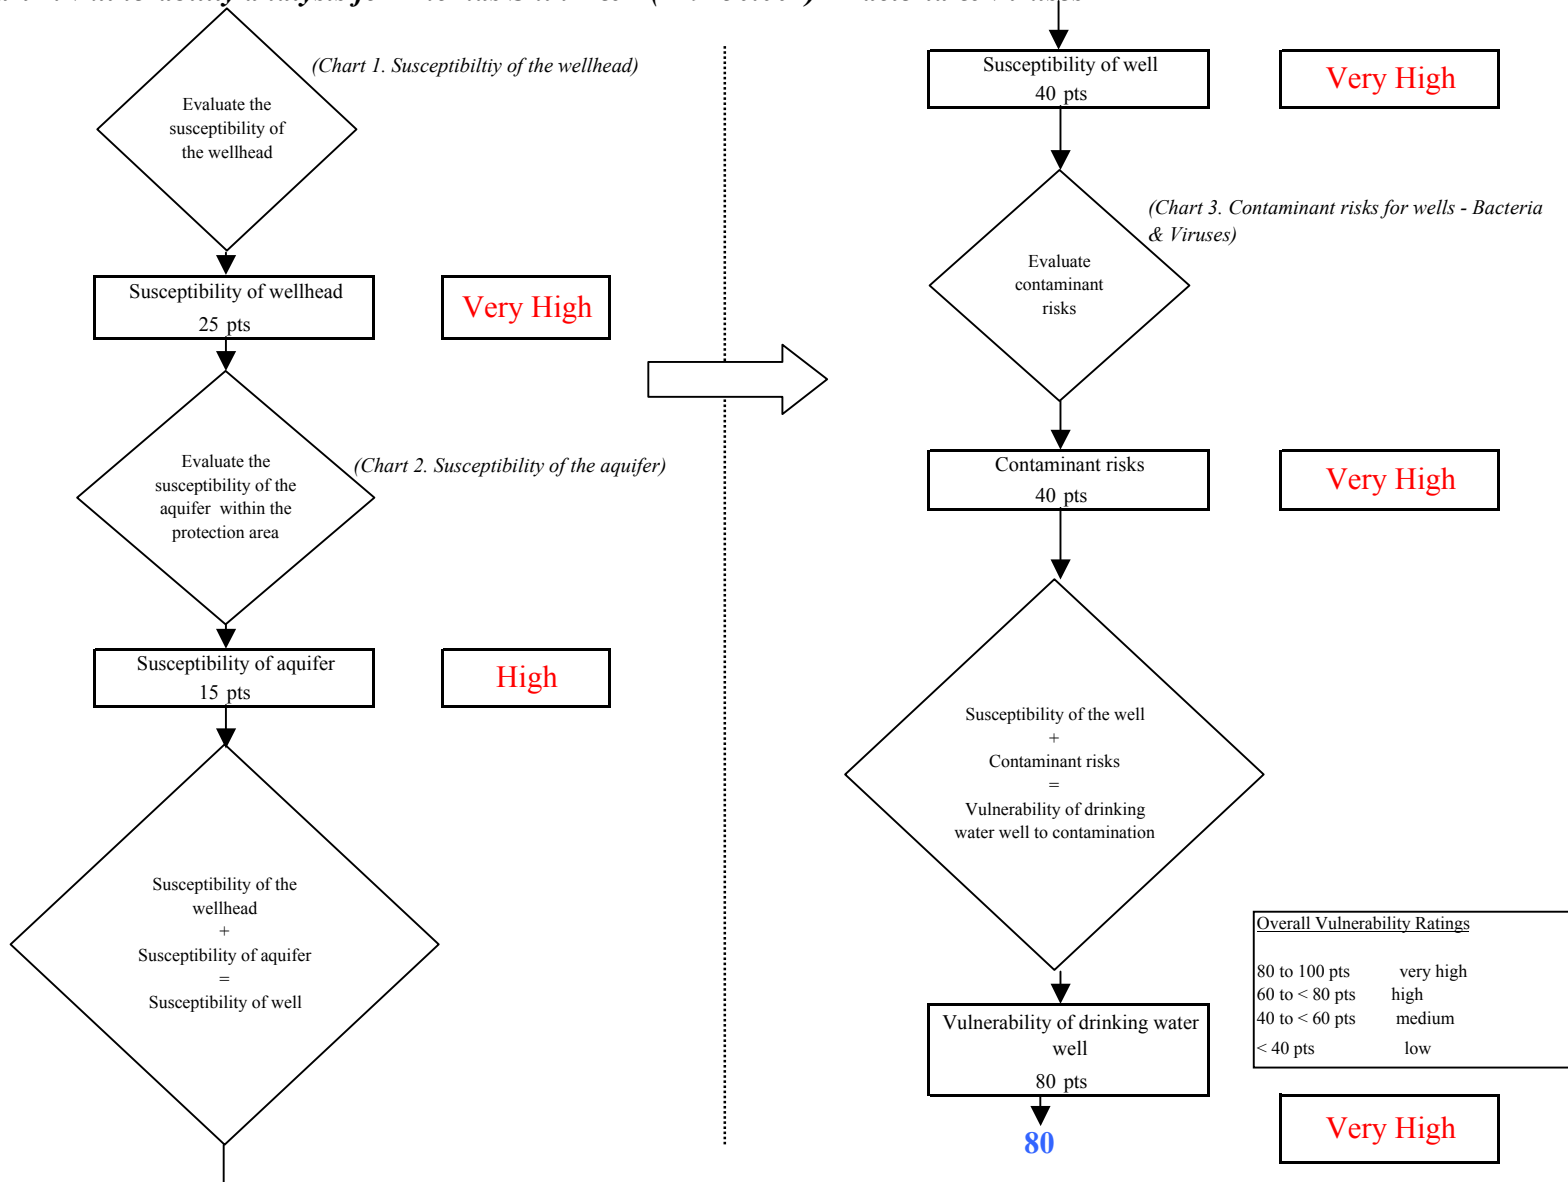 (Chart 1. Susceptibiltiy of the wellhead)
Evaluate the
susceptibility of
the wellhead
Susceptibility of wellhead
25 pts
Very High
Evaluate the
susceptibility of the
aquifer within the
protection area
(Chart 2. Susceptibility of the aquifer)
Susceptibility of aquifer
15 pts
High
Susceptibility of the
wellhead
+
Susceptibility of aquifer
=
Susceptibility of well
Susceptibility of well
40 pts
Very High
(Chart 3. Contaminant risks for wells - Bacteria
& Viruses)
Evaluate
contaminant
risks
Contaminant risks
40 pts
Very High
Susceptibility of the well
+
Contaminant risks
=
Vulnerability of drinking
water well to contamination
Overall Vulnerability Ratings
80 to 100 pts very high
60 to < 80 pts high
40 to < 60 pts medium
< 40 pts low
Vulnerability of drinking water
well
80 pts
80
Very High